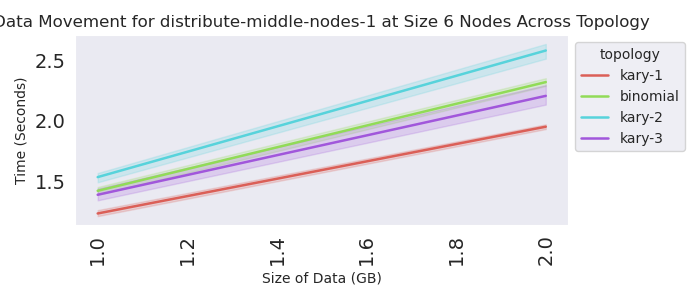 Data Movement for distribute-middle-nodes-1 at Size 6 Nodes Across Topology
topology
kary-1
binomial
kary-2
kary-3
Time (Seconds)
2.5
2.0
1.5
1.0
1.2
1.4
1.6
1.8
2.0
Size of Data (GB)